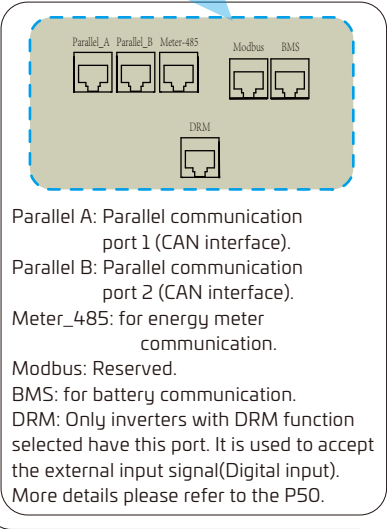 Parallel_A Parallel_B Meter-485 Modbus BMS
DRM
Parallel A: Parallel communication
port 1 (CAN interface).
Parallel B: Parallel communication
port 2 (CAN interface).
Meter_485: for energy meter
communication.
Modbus: Reserved.
BMS: for battery communication.
DRM: Only inverters with DRM function
selected have this port. It is used to accept
the external input signal(Digital input).
More details please refer to the P50.